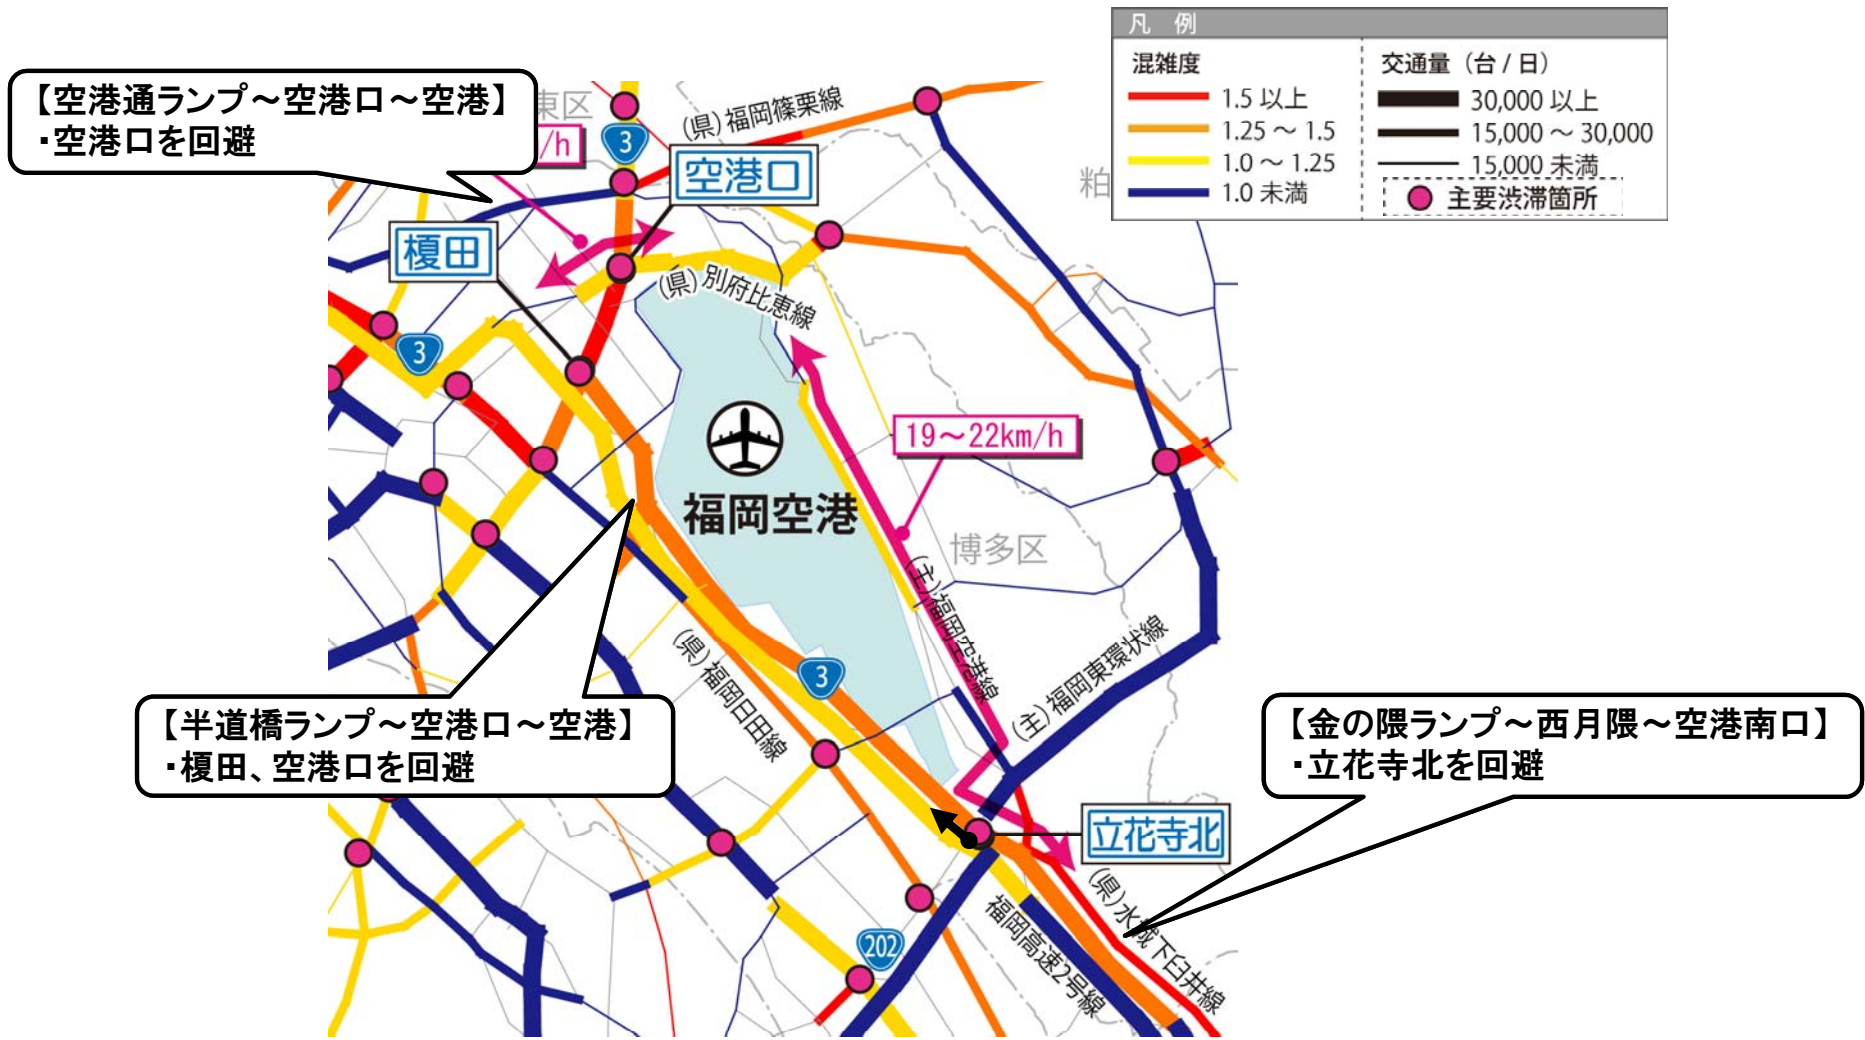 凡 例
混雑度
1.5 以上
1.25 ～ 1.5
1.0 ～ 1.25
1.0 未満
交通量（台 / 日）
30,000 以上
15,000 ～ 30,000
15,000 未満
主要渋滞箇所
【空港通ランプ～空港口～空港】
・空港口を回避
東区
/h
3
(県)福岡篠栗線
空港口
粕
榎田
(県)別府比恵線
3
19～22km/h
福岡空港
博多区
(主)福岡空港線
(主)福岡東環状線
(県)福岡日田線
3
【半道橋ランプ～空港口～空港】
・榎田、空港口を回避
【金の隈ランプ～西月隈～空港南口】
・立花寺北を回避
立花寺北
(県)水城下臼井線
福岡高速2号線
202